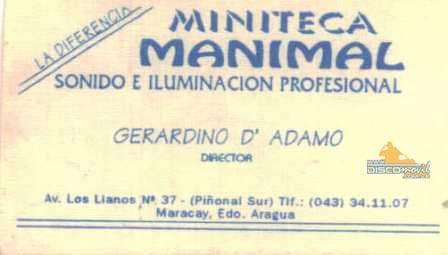 LA DIFERENCIA
MINITECA
MANIMAL
SONIDO E ILUMINACION PROFESIONAL
GERARDINO D' ADAMO
DIRECTOR
Av. Los Llanos Nº 37 - (Piñonal Sur) Tlf.: (043) 34.11.07
Maracay, Edo. Aragua
DISCOmovil